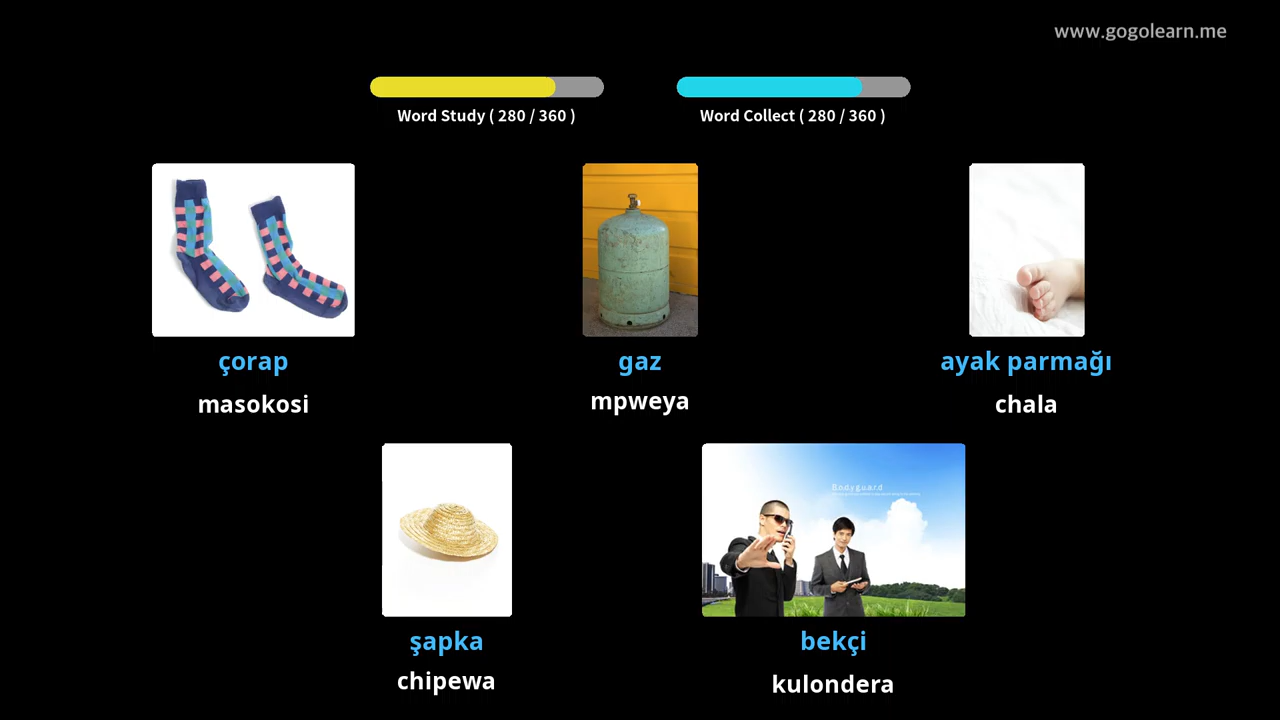 www.gogolearn.me
Word Study ( 280 / 360 )
Word Collect ( 280 / 360 )
çorap
masokosi
gaz
mpweya
ayak parmağı
chala
Bodyguard
şapka
chipewa
bekçi
kulondera